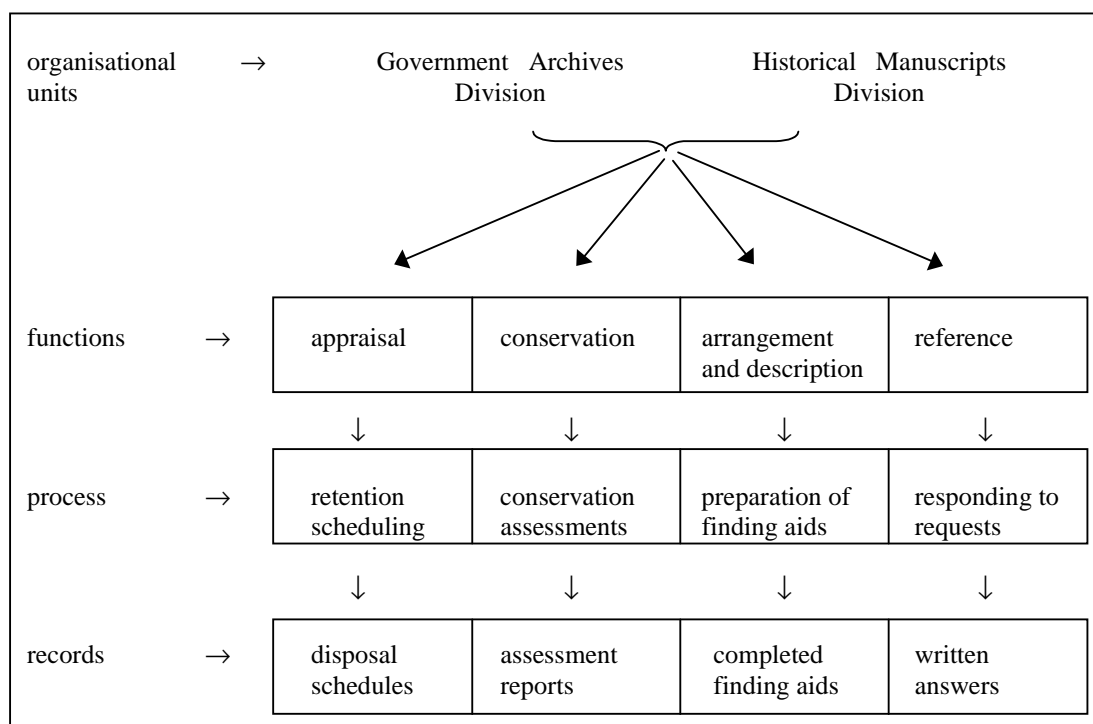 organisational → Government Archives Historical Manuscripts
units Division Division
functions → appraisal conservation arrangement reference
and description
↓ ↓ ↓ ↓
process → retention conservation preparation of responding to
scheduling assessments finding aids requests
↓ ↓ ↓ ↓
records → disposal assessment completed written
schedules reports finding aids answers